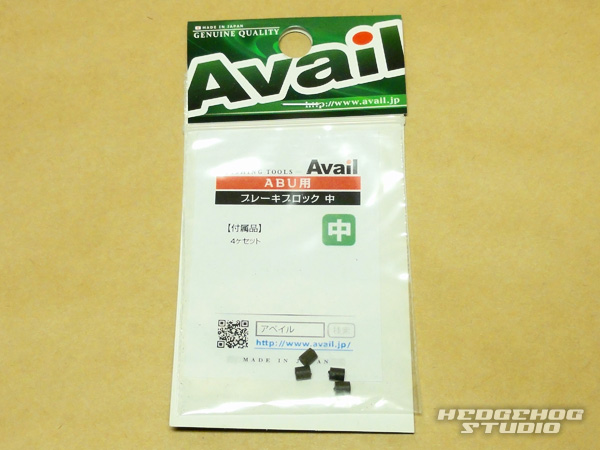 MADE IN JAPAN
GENUINE QUALITY
Avail
http://www.avail.jp
TOOLS Avail
ABU用
ブレーキブロック 中
【付属品】
4ケセット
中
アベイル
http://www.avail.jp/
MADE IN JAPAN
HEDGEHOG
STUDIO